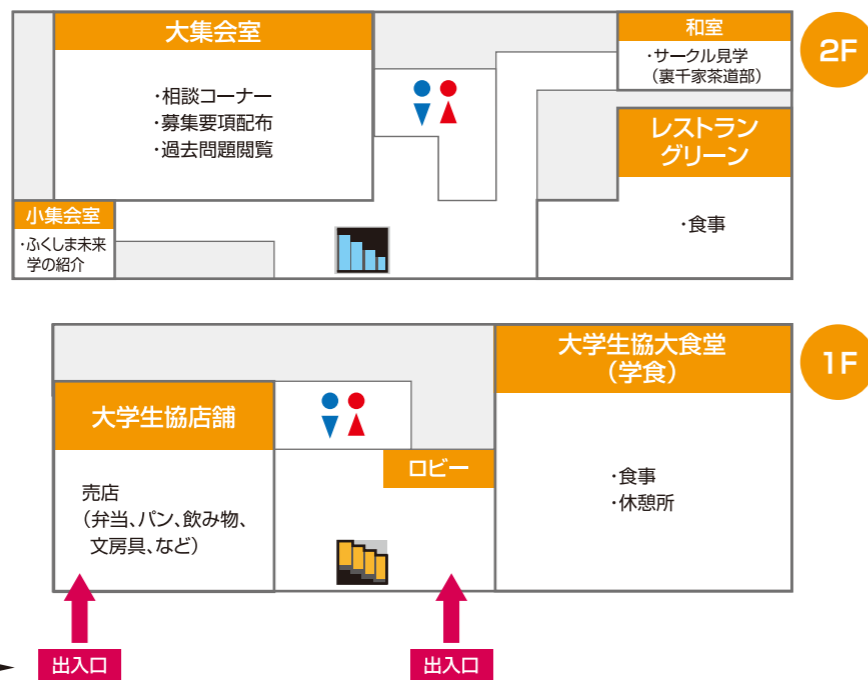 大集会室
・相談コーナー
・募集要項配布
・過去問題閲覧
和室
・サークル見学
（裏千家茶道部）
2F
レストラン
グリーン
・食事
小集会室
・ふくしま未来
学の紹介
大学生協大食堂
（学食）
・食事
・休憩所
1F
大学生協店舗
売店
（弁当、パン、飲み物、
文房具、など）
ロビー
出入口
出入口